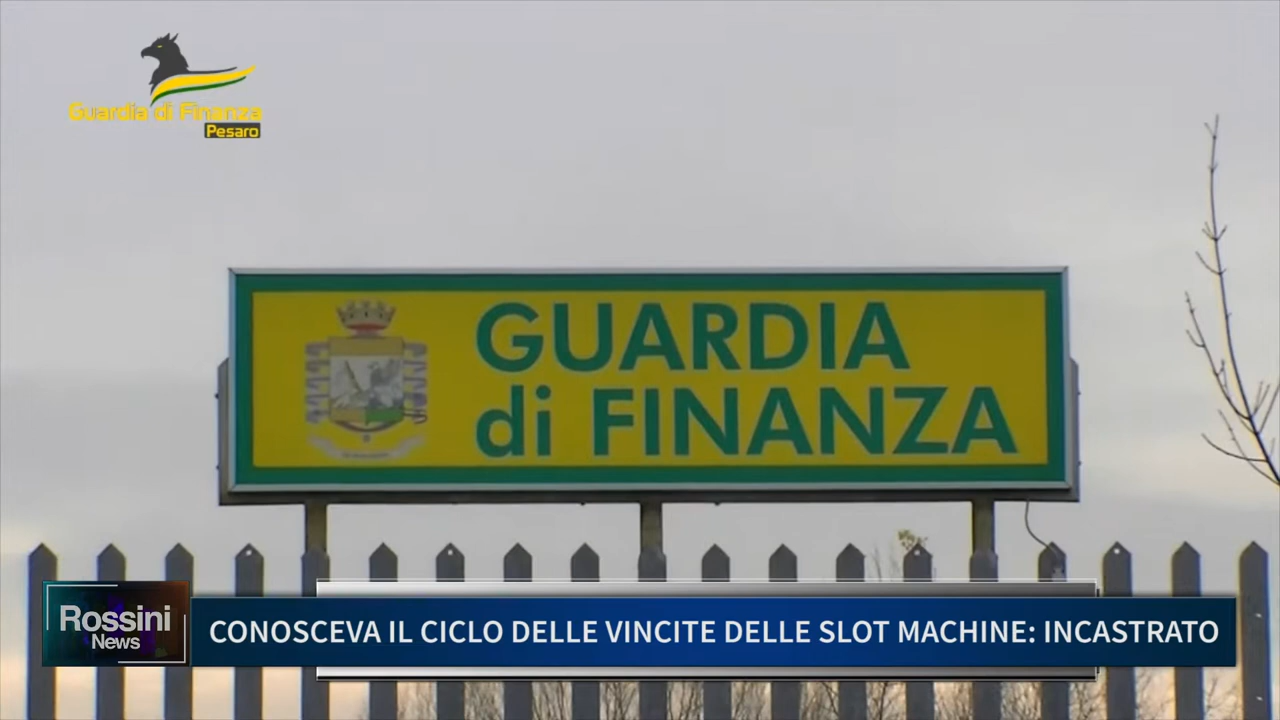 Guardia di Finanza
Pesaro
GUARDIA
di FINANZA
Rossini
News
CONOSCEVA IL CICLO DELLE VINCITE DELLE SLOT MACHINE: INCASTRATO